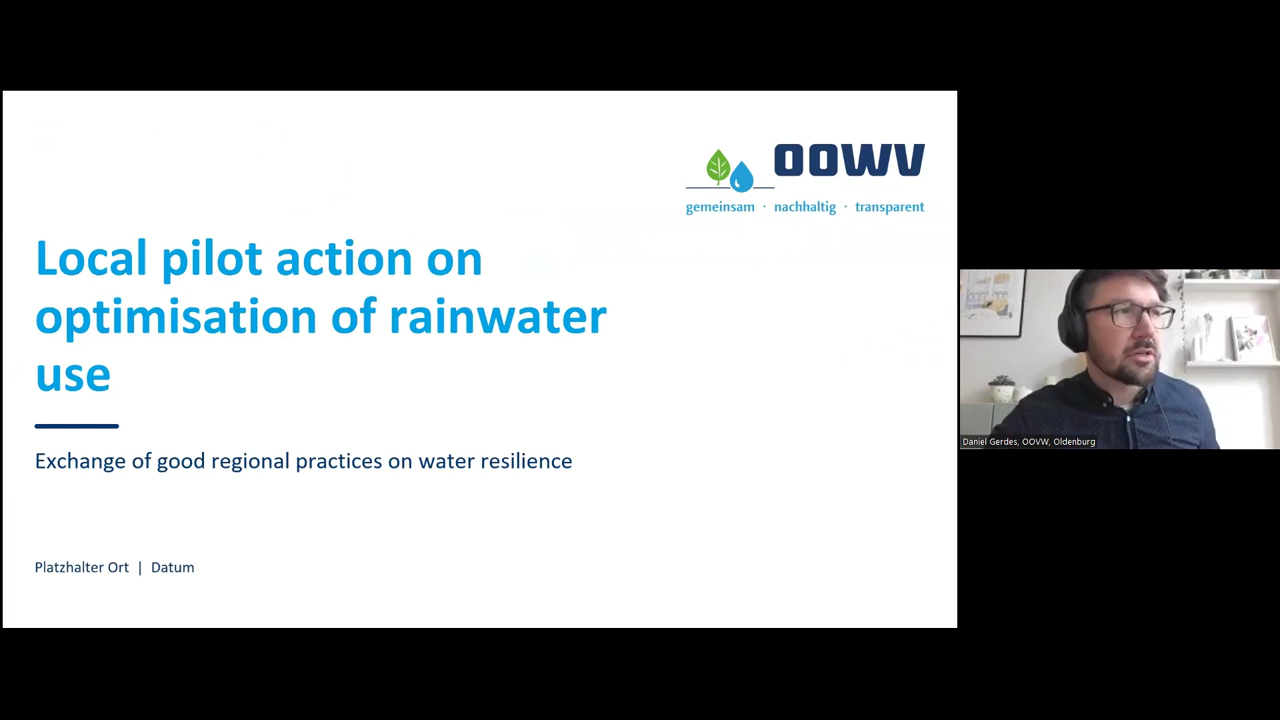 OOWV
gemeinsam · nachhaltig · transparent
Local pilot action on
optimisation of rainwater
use
Exchange of good regional practices on water resilience
Platzhalter Ort | Datum
Daniel Gerdes, OOVW, Oldenburg